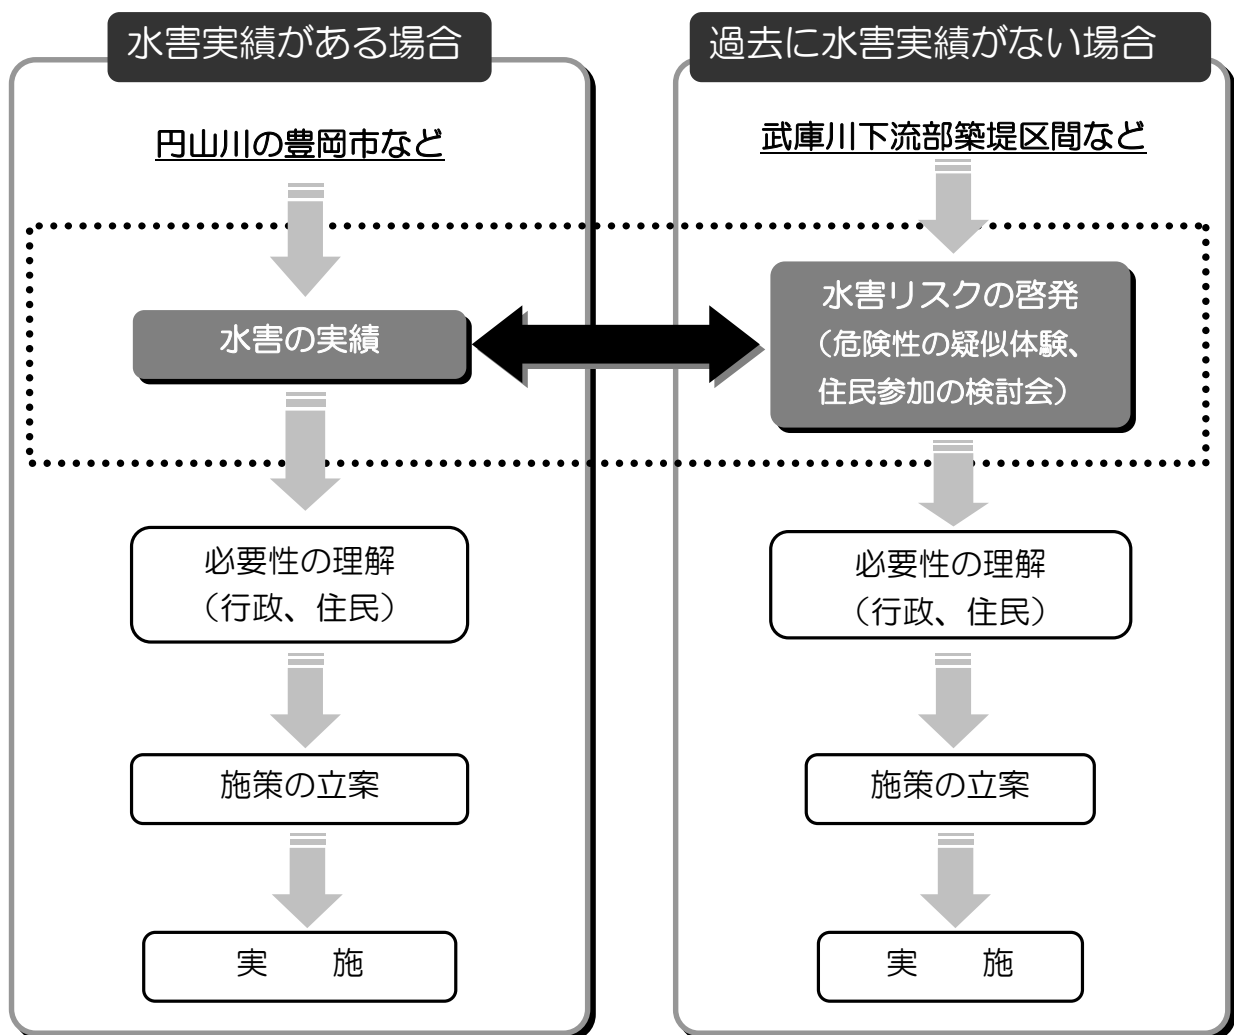 水害実績がある場合
円山川の豊岡市など
水害の実績
必要性の理解
（行政、住民）
施策の立案
実　　施
過去に水害実績がない場合
武庫川下流部築堤区間など
水害リスクの啓発
（危険性の疑似体験、
住民参加の検討会）
必要性の理解
（行政、住民）
施策の立案
実　　施